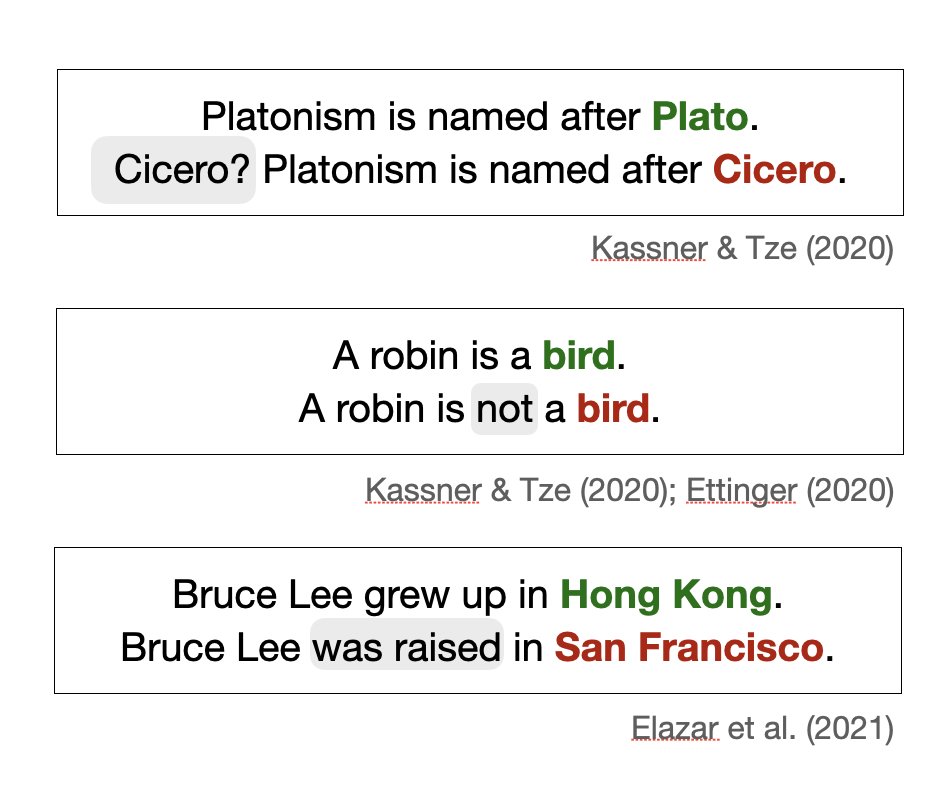 Platonism is named after Plato.
Cicero? Platonism is named after Cicero.
Kassner & Tze (2020)
A robin is a bird.
A robin is not a bird.
Kassner & Tze (2020); Ettinger (2020)
Bruce Lee grew up in Hong Kong.
Bruce Lee was raised in San Francisco.
Elazar et al. (2021)